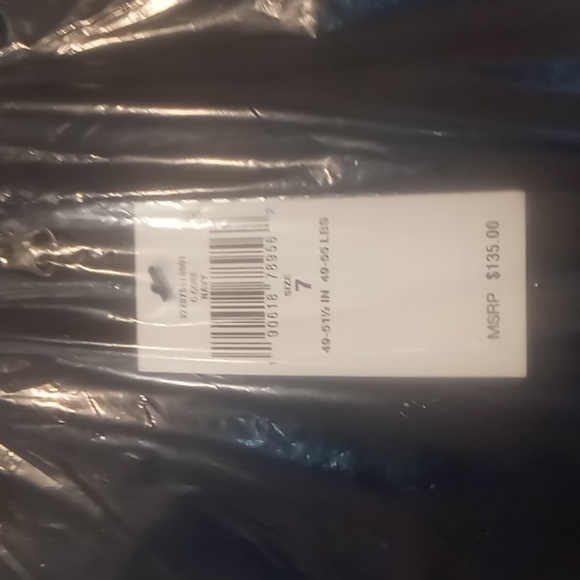 NAVY
1 90618 78956 2
SIZE
7
49-51½ IN 49-55 LBS
MSRP $135.00